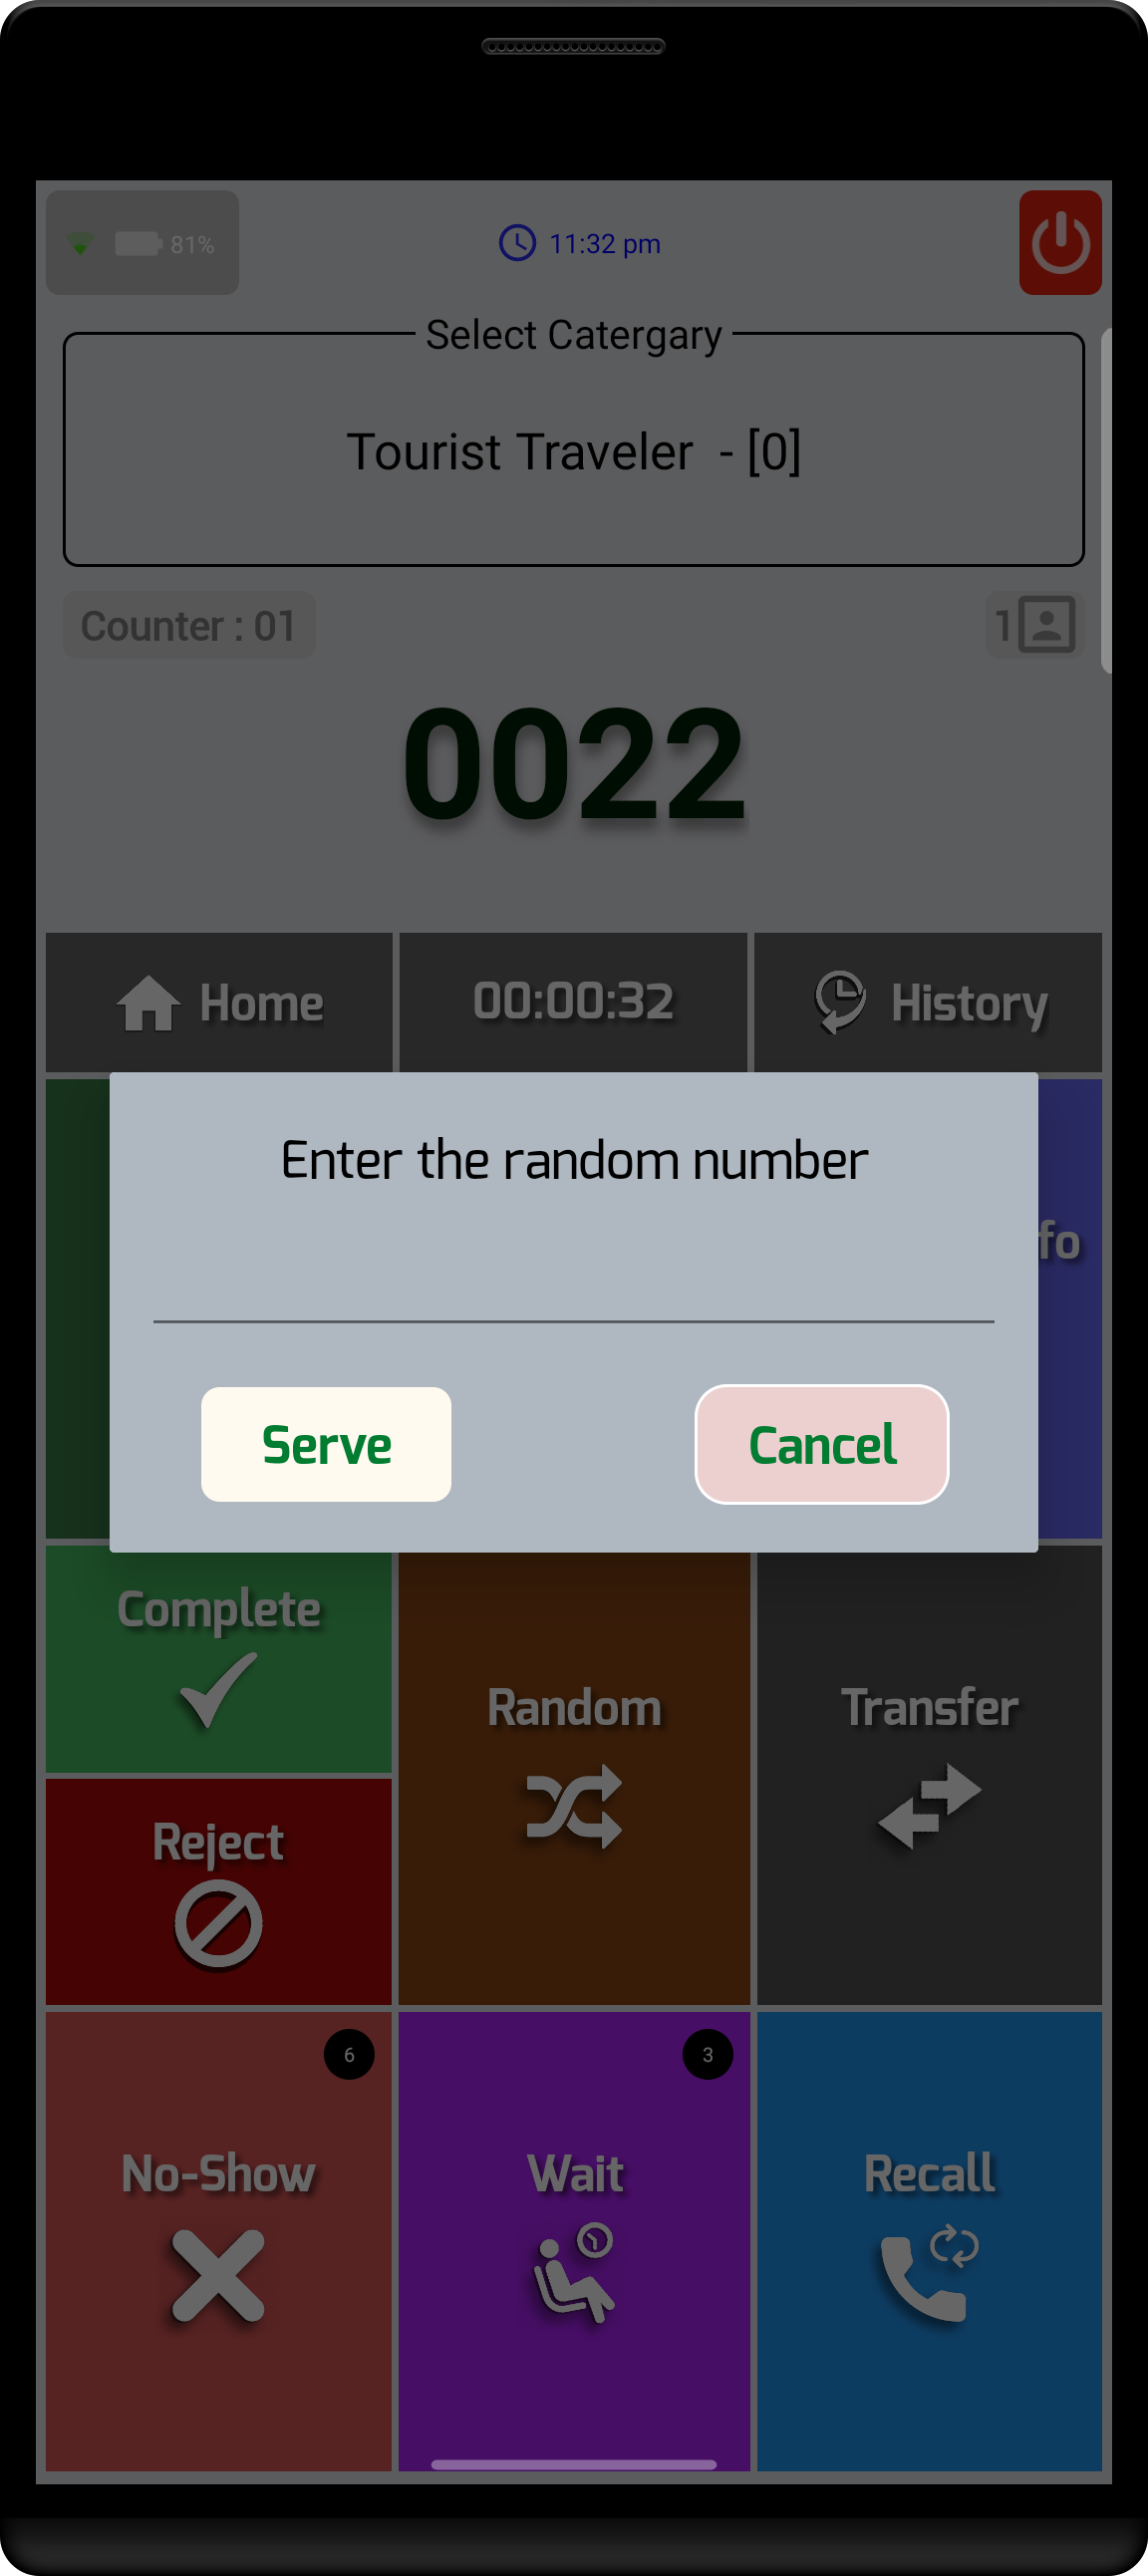 81%
11:32 pm
Select Catergary
Tourist Traveler - [0]
Counter : 01
1
0022
Home
00:00:32
History
Enter the random number
fo
Serve
Cancel
Complete
Random
Transfer
Reject
6
3
No-Show
Wait
Recall